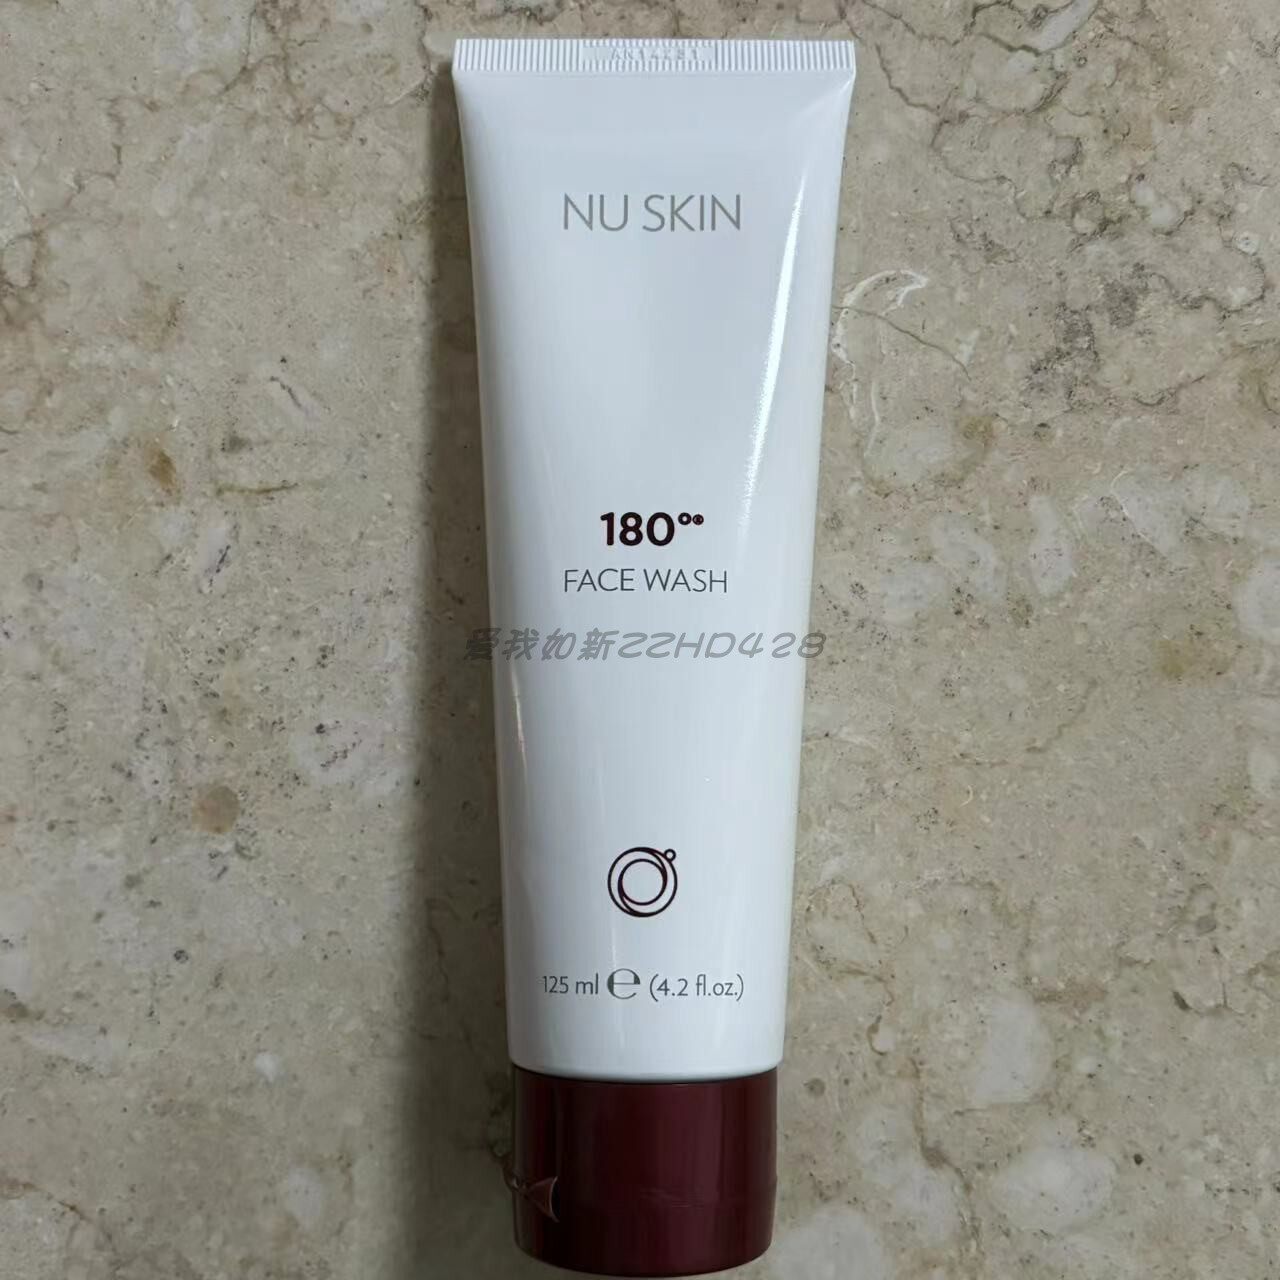 NU SKIN
180°®
FACE WASH
爱我如新ZZHD428
125 ml ℮ (4.2 fl.oz.)